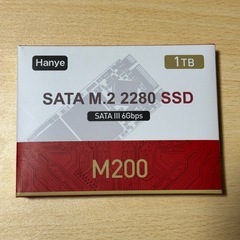 Hanye
1TB
SATA M.2 2280 SSD
SATA III 6Gbps
M200